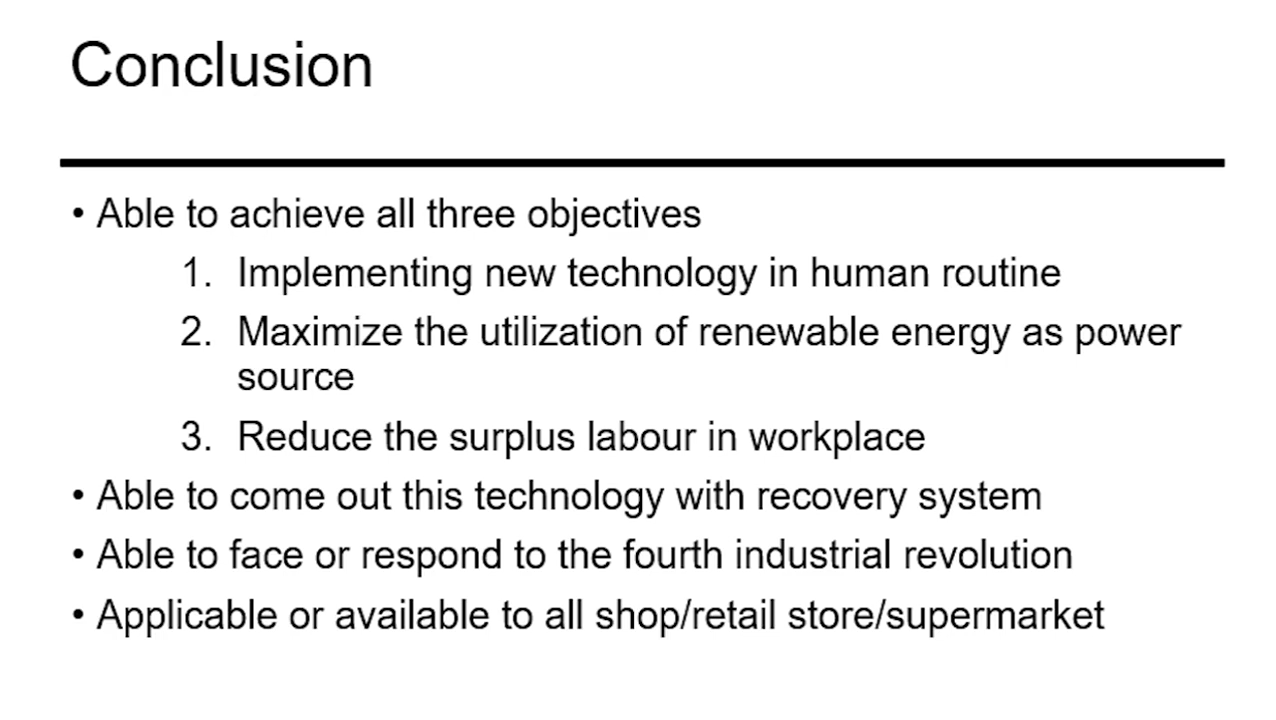 Conclusion
• Able to achieve all three objectives
1. Implementing new technology in human routine
2. Maximize the utilization of renewable energy as power
source
3. Reduce the surplus labour in workplace
• Able to come out this technology with recovery system
• Able to face or respond to the fourth industrial revolution
• Applicable or available to all shop/retail store/supermarket